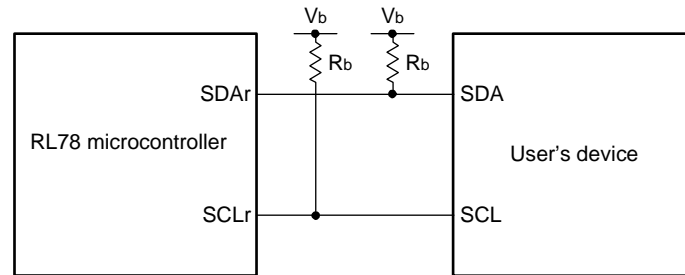 Vb Vb
Rb Rb
SDAr SDA
RL78 microcontroller User's device
SCLr SCL